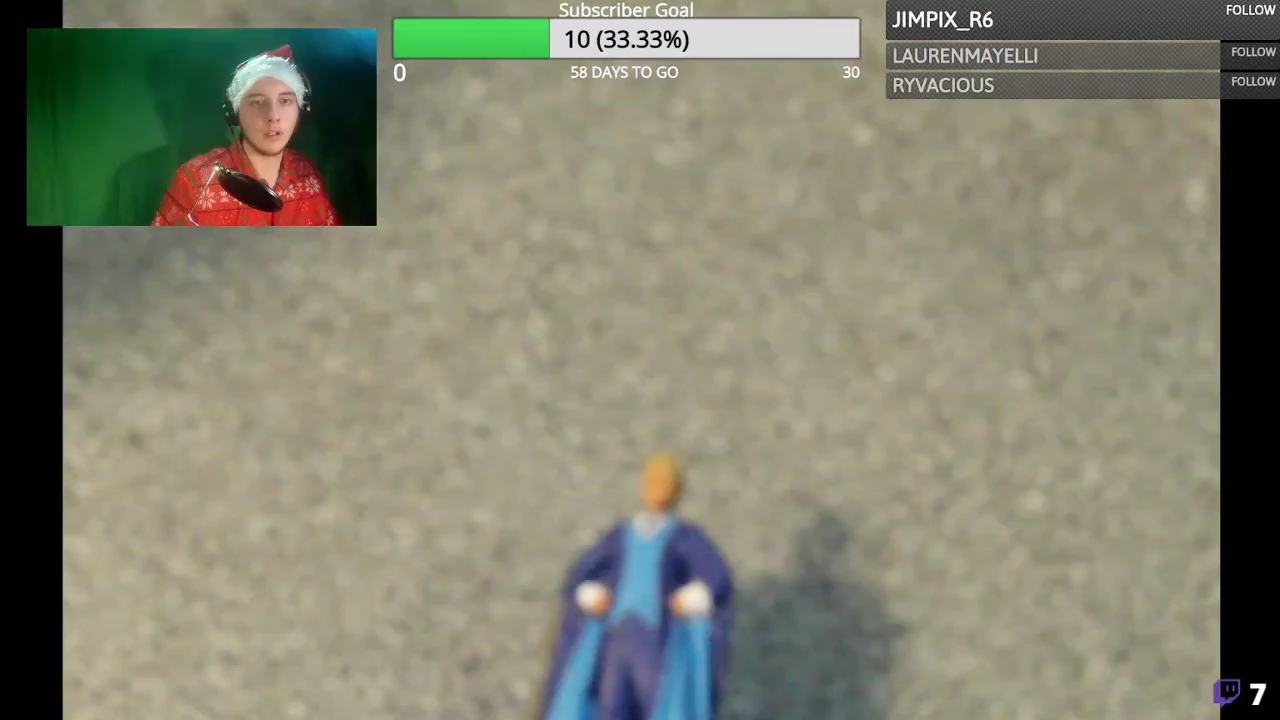 Subscriber Goal
10 (33.33%)
0
58 DAYS TO GO
30
JIMPIX_R6
FOLLOW
LAURENMAYELLI
FOLLOW
RYVACIOUS
FOLLOW
7